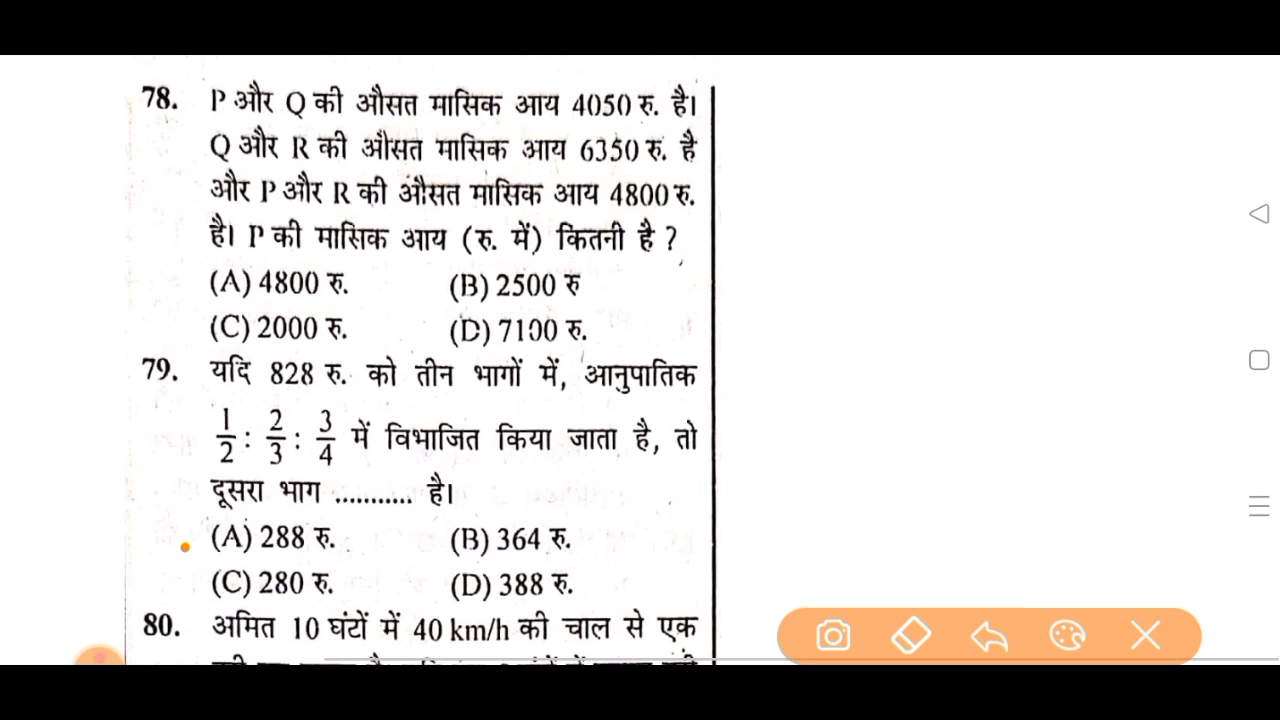 78. P और Q की औसत मासिक आय 4050 रु. है।
Q और R की औसत मासिक आय 6350 रु. है
और P और R की औसत मासिक आय 4800 रु.
है। P की मासिक आय (रु. में) कितनी है ?
(A) 4800 रु. (B) 2500 रु
(C) 2000 रु. (D) 7100 रु.
79. यदि 828 रु. को तीन भागों में, आनुपातिक
1/2 : 2/3 : 3/4 में विभाजित किया जाता है, तो
दूसरा भाग ........... है।
(A) 288 रु. (B) 364 रु.
(C) 280 रु. (D) 388 रु.
80. अमित 10 घंटों में 40 km/h की चाल से एक